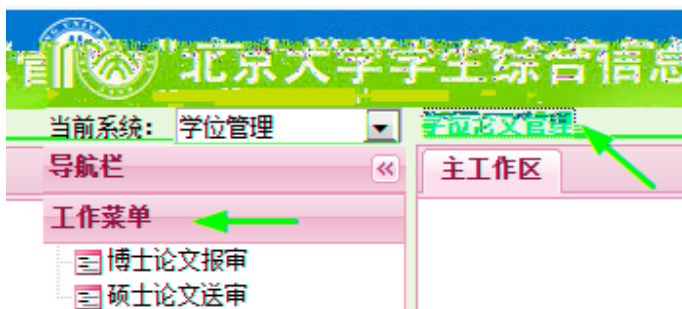 北京大学学生综合信息
当前系统： 学位管理 学位论文管理
导航栏 主工作区
工作菜单
博士论文报审
硕士论文送审